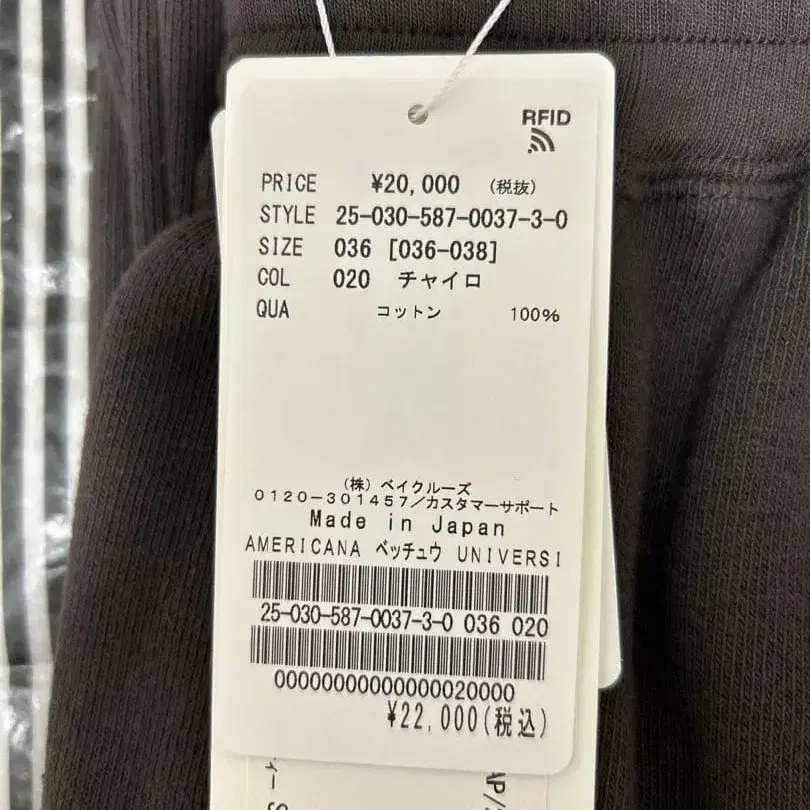 RFID
PRICE ¥20,000 (税抜)
STYLE 25-030-587-0037-3-0
SIZE 036 [036-038]
COL 020 チャイロ
QUA コットン 100%
(株) ベイクルーズ
0120-301457/カスタマーサポート
Made in Japan
AMERICANA ベッチュウ UNIVERSI
25-030-587-0037-3-0 036 020
00000000000000020000
¥22,000(税込)